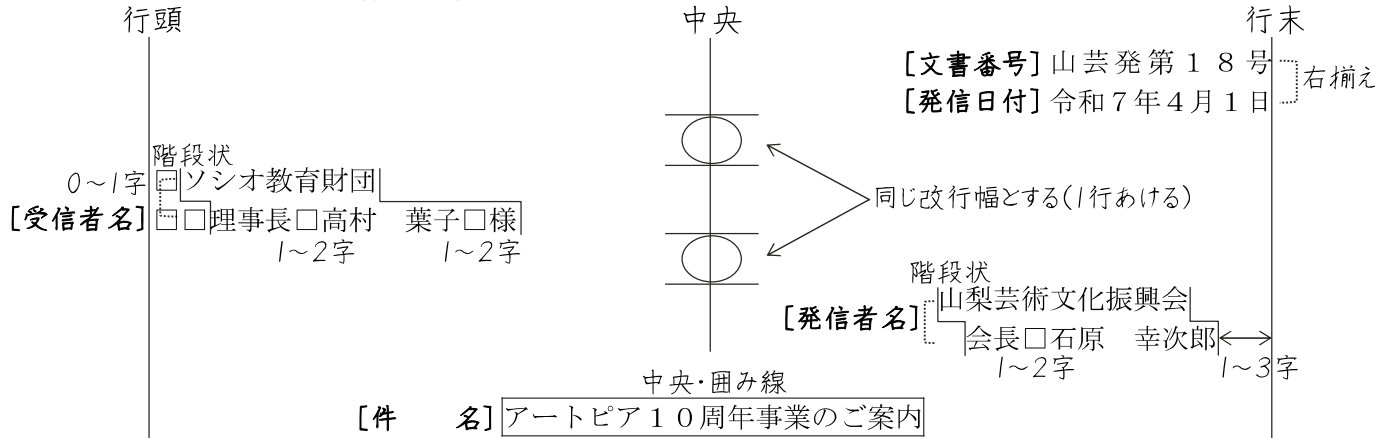 行頭　中央　行末
[文書番号] 山芸発第１８号
[発信日付] 令和７年４月１日
右揃え
階段状
0～1字 □ソシオ教育財団
[受信者名] □□理事長□高村　葉子□様
1～2字　1～2字
同じ改行幅とする(1行あける)
階段状
山梨芸術文化振興会
[発信者名] 会長□石原　幸次郎
1～2字　1～3字
中央・囲み線
[件　　名] アートピア１０周年事業のご案内